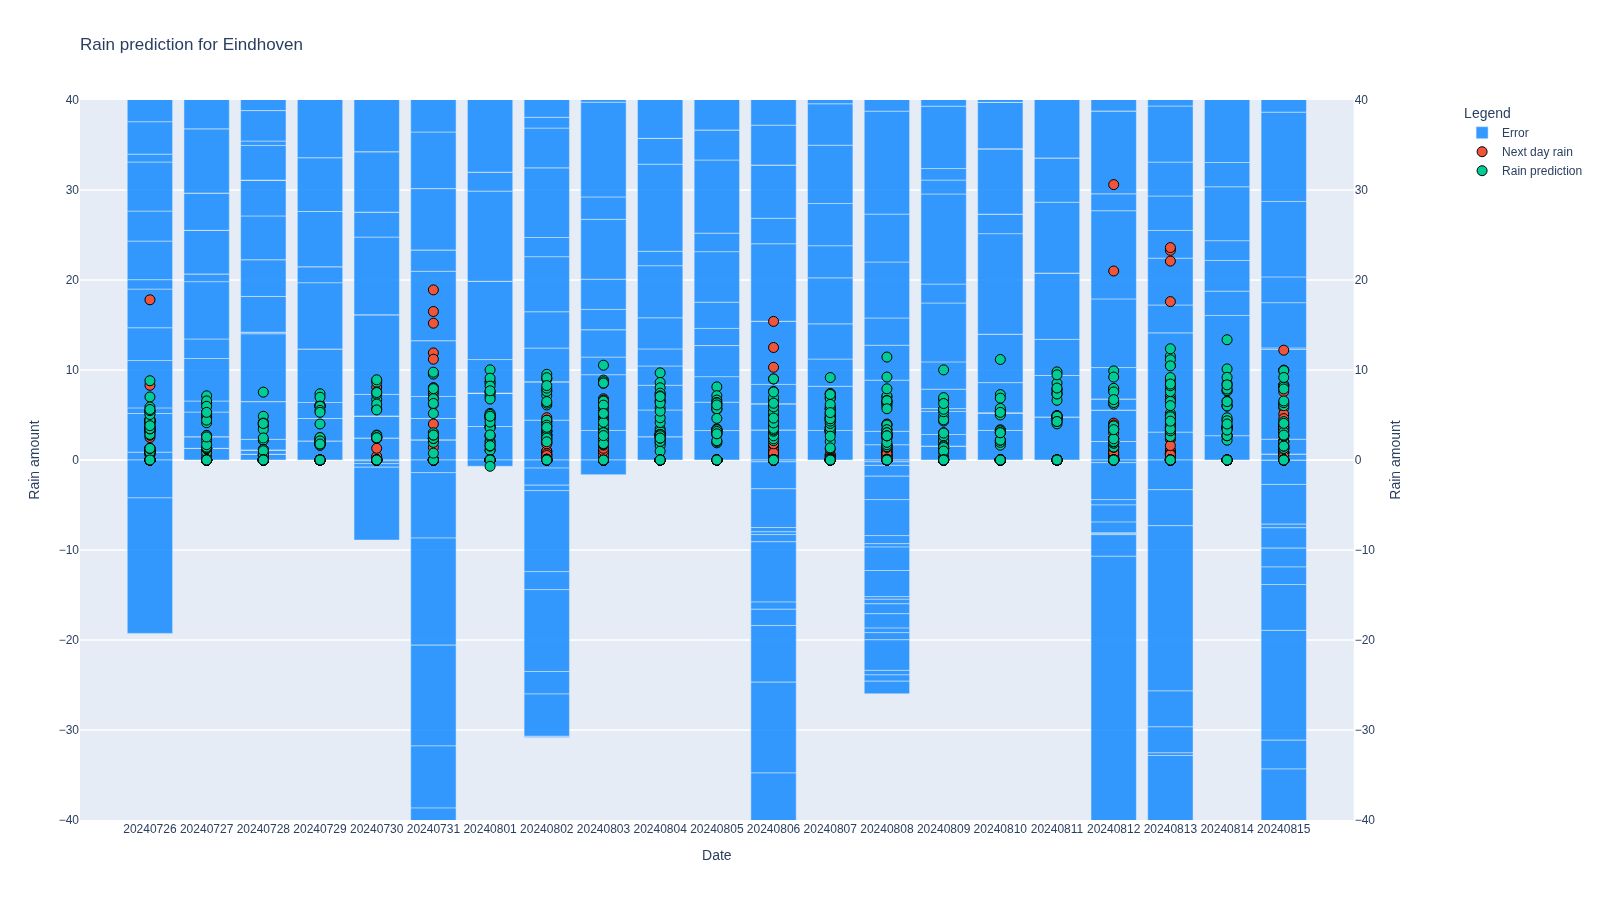 Rain prediction for Eindhoven
Legend
Error
Next day rain
Rain prediction
40
30
20
10
0
−10
−20
−30
−40
Rain amount
40
30
20
10
0
−10
−20
−30
−40
Rain amount
20240726 20240727 20240728 20240729 20240730 20240731 20240801 20240802 20240803 20240804 20240805 20240806 20240807 20240808 20240809 20240810 20240811 20240812 20240813 20240814 20240815
Date